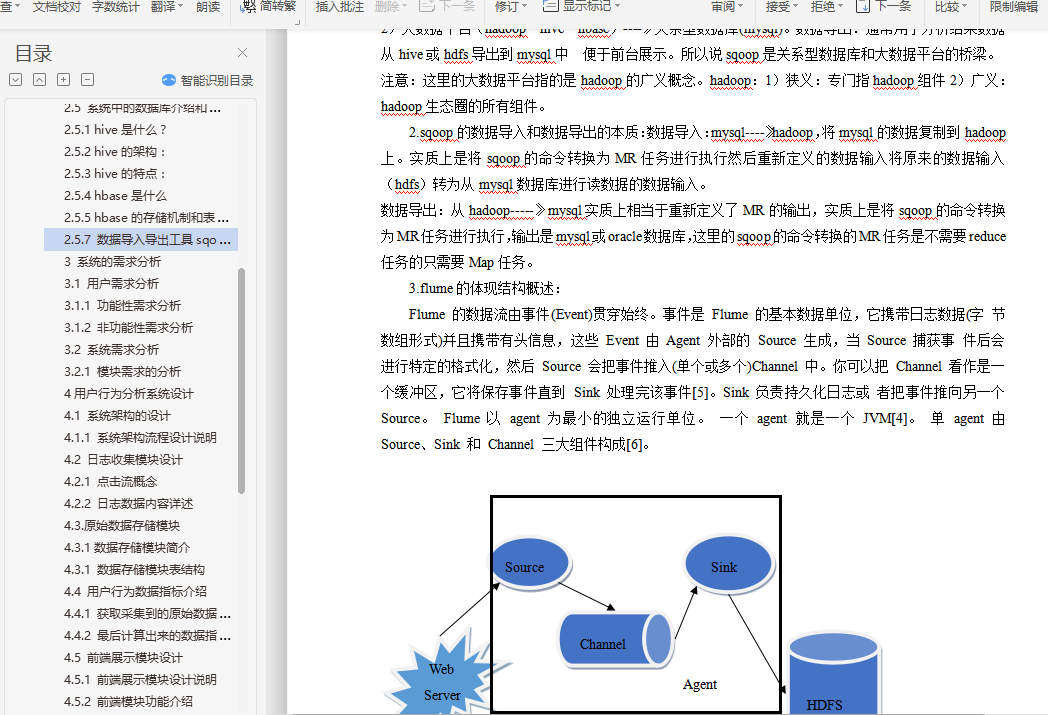 查 文档校对 字数统计 翻译 朗读 简转繁 插入批注 删除 下一条 修订 显示标记 审阅 接受 拒绝 下一条 比较 限制编辑
目录
智能识别目录
2.5 系统中的数据库介绍和 ...
2.5.1 hive 是什么？
2.5.2 hive 的架构：
2.5.3 hive 的特点：
2.5.4 hbase 是什么
2.5.5 hbase 的存储机制和表 ...
2.5.7 数据导入导出工具 sqo ...
3 系统的需求分析
3.1 用户需求分析
3.1.1 功能性需求分析
3.1.2 非功能性需求分析
3.2 系统需求分析
3.2.1 模块需求的分析
4 用户行为分析系统设计
4.1 系统架构的设计
4.1.1 系统架构流程设计说明
4.2 日志收集模块设计
4.2.1 点击流概念
4.2.2 日志数据内容详述
4.3.原始数据存储模块
4.3.1 数据存储模块简介
4.3.1 数据存储模块表结构
4.4 用户行为数据指标介绍
4.4.1 获取采集到的原始数据 ...
4.4.2 最后计算出来的数据指 ...
4.5 前端展示模块设计
4.5.1 前端展示模块设计说明
4.5.2 前端模块功能介绍
2）大数据平台（hadoop hive hbase）----》关系型数据库(mysql)。数据导出：通常用于分析结果数据
从 hive 或 hdfs 导出到 mysql 中 便于前台展示。所以说 sqoop 是关系型数据库和大数据平台的桥梁。
注意：这里的大数据平台指的是 hadoop 的广义概念。hadoop：1）狭义：专门指 hadoop 组件 2）广义：
hadoop 生态圈的所有组件。
2.sqoop 的数据导入和数据导出的本质：数据导入：mysql----》hadoop，将 mysql 的数据复制到 hadoop
上。实质上是将 sqoop 的命令转换为 MR 任务进行执行然后重新定义的数据输入将原来的数据输入
（hdfs）转为从 mysql 数据库进行读数据的数据输入。
数据导出：从 hadoop-----》mysql 实质上相当于重新定义了 MR 的输出，实质上是将 sqoop 的命令转换
为 MR 任务进行执行，输出是 mysql 或 oracle 数据库，这里的 sqoop 的命令转换的 MR 任务是不需要 reduce
任务的只需要 Map 任务。
3.flume 的体现结构概述：
Flume 的数据流由事件(Event)贯穿始终。事件是 Flume 的基本数据单位，它携带日志数据(字 节
数组形式)并且携带有头信息，这些 Event 由 Agent 外部的 Source 生成，当 Source 捕获事 件后会
进行特定的格式化，然后 Source 会把事件推入(单个或多个)Channel 中。你可以把 Channel 看作是一
个缓冲区，它将保存事件直到 Sink 处理完该事件[5]。Sink 负责持久化日志或 者把事件推向另一个
Source。 Flume 以 agent 为最小的独立运行单位。 一个 agent 就是一个 JVM[4]。 单 agent 由
Source、Sink 和 Channel 三大组件构成[6]。
Source
Sink
Channel
Web
Server
Agent
HDFS